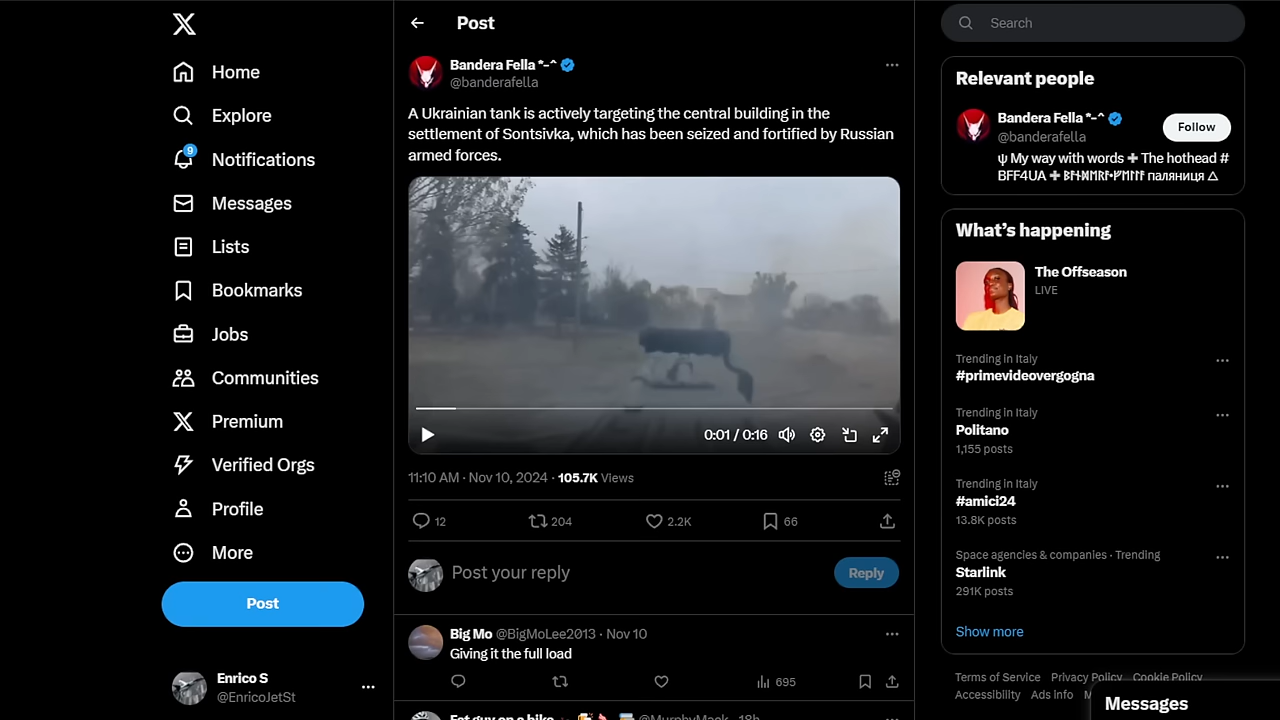 Home
Explore
9
Notifications
Messages
Lists
Bookmarks
Jobs
Communities
Premium
Verified Orgs
Profile
More
Post
Enrico S
@EnricoJetSt
Post
Bandera Fella *-^
@banderafella
A Ukrainian tank is actively targeting the central building in the
settlement of Sontsivka, which has been seized and fortified by Russian
armed forces.
0:01 / 0:16
11:10 AM · Nov 10, 2024 · 105.7K Views
12
204
2.2K
66
Post your reply
Reply
Big Mo @BigMoLee2013 · Nov 10
Giving it the full load
695
Fat guy on a bike @MurphyMack · 18h
Search
Relevant people
Bandera Fella *-^
@banderafella
Follow
ψ My way with words ✚ The hothead #
BFF4UA ✚ паляниця △
What's happening
The Offseason
LIVE
Trending in Italy
#primevideovergogna
Trending in Italy
Politano
1,155 posts
Trending in Italy
#amici24
13.8K posts
Space agencies & companies · Trending
Starlink
291K posts
Show more
Terms of Service Privacy Policy Cookie Policy
Accessibility Ads info
Messages